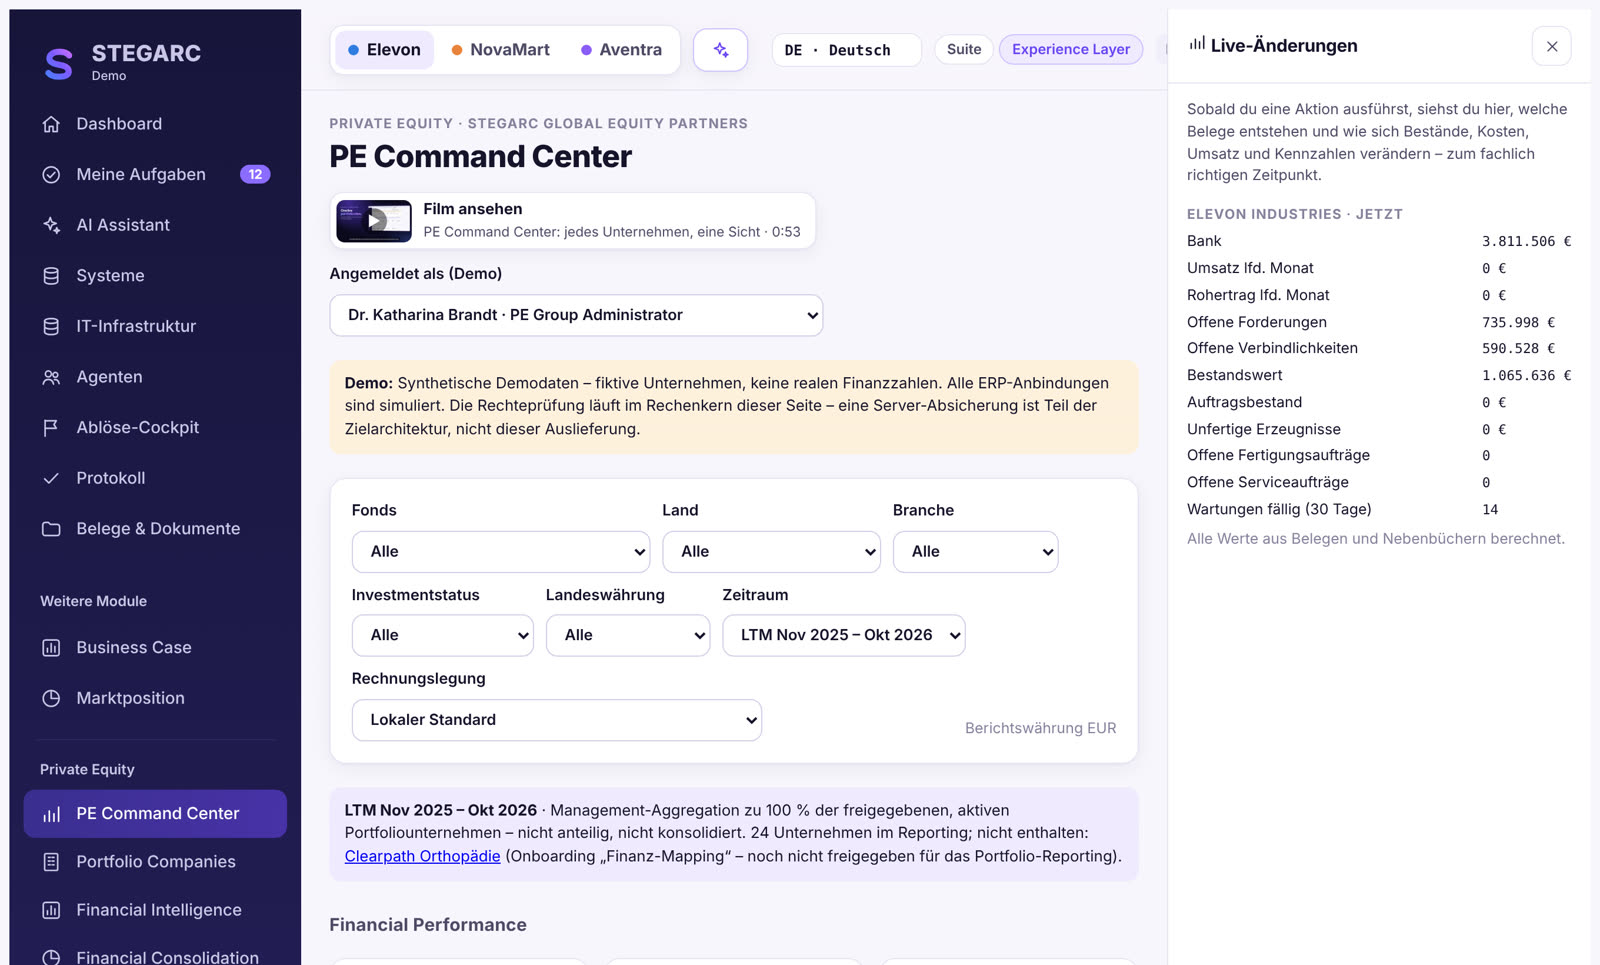 STEGARC
Demo
Dashboard
Meine Aufgaben 12
AI Assistant
Systeme
IT-Infrastruktur
Agenten
Ablöse-Cockpit
Protokoll
Belege & Dokumente
Weitere Module
Business Case
Marktposition
Private Equity
PE Command Center
Portfolio Companies
Financial Intelligence
Financial Consolidation
Elevon NovaMart Aventra
DE · Deutsch
Suite Experience Layer
PRIVATE EQUITY · STEGARC GLOBAL EQUITY PARTNERS
PE Command Center
Film ansehen
PE Command Center: jedes Unternehmen, eine Sicht · 0:53
Angemeldet als (Demo)
Dr. Katharina Brandt · PE Group Administrator
Demo: Synthetische Demodaten – fiktive Unternehmen, keine realen Finanzzahlen. Alle ERP-Anbindungen
sind simuliert. Die Rechteprüfung läuft im Rechenkern dieser Seite – eine Server-Absicherung ist Teil der
Zielarchitektur, nicht dieser Auslieferung.
Fonds Land Branche
Alle Alle Alle
Investmentstatus Landeswährung Zeitraum
Alle Alle LTM Nov 2025 – Okt 2026
Rechnungslegung
Lokaler Standard
Berichtswährung EUR
LTM Nov 2025 – Okt 2026 · Management-Aggregation zu 100 % der freigegebenen, aktiven
Portfoliounternehmen – nicht anteilig, nicht konsolidiert. 24 Unternehmen im Reporting; nicht enthalten:
Clearpath Orthopädie (Onboarding „Finanz-Mapping“ – noch nicht freigegeben für das Portfolio-Reporting).
Financial Performance
Live-Änderungen
Sobald du eine Aktion ausführst, siehst du hier, welche
Belege entstehen und wie sich Bestände, Kosten,
Umsatz und Kennzahlen verändern – zum fachlich
richtigen Zeitpunkt.
ELEVON INDUSTRIES · JETZT
Bank 3.811.506 €
Umsatz lfd. Monat 0 €
Rohertrag lfd. Monat 0 €
Offene Forderungen 735.998 €
Offene Verbindlichkeiten 590.528 €
Bestandswert 1.065.636 €
Auftragsbestand 0 €
Unfertige Erzeugnisse 0 €
Offene Fertigungsaufträge 0
Offene Serviceaufträge 0
Wartungen fällig (30 Tage) 14
Alle Werte aus Belegen und Nebenbüchern berechnet.